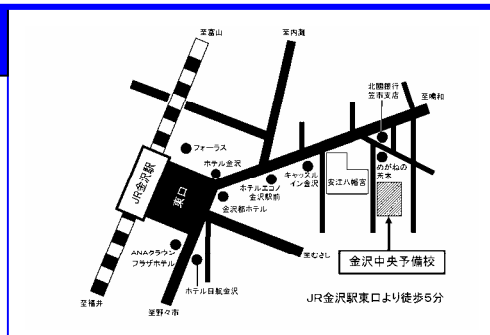 至富山
至内灘
北國銀行
笠市支店
至鳴和
フォーラス
ホテル金沢
めがねの
荒木
キャッスル
イン金沢
安江八幡宮
JR金沢駅
東口
ホテルエコノ
金沢駅前
金沢都ホテル
ANAクラウン
プラザホテル
至むさし
金沢中央予備校
ホテル日航金沢
JR金沢駅東口より徒歩5分
至福井
至野々市